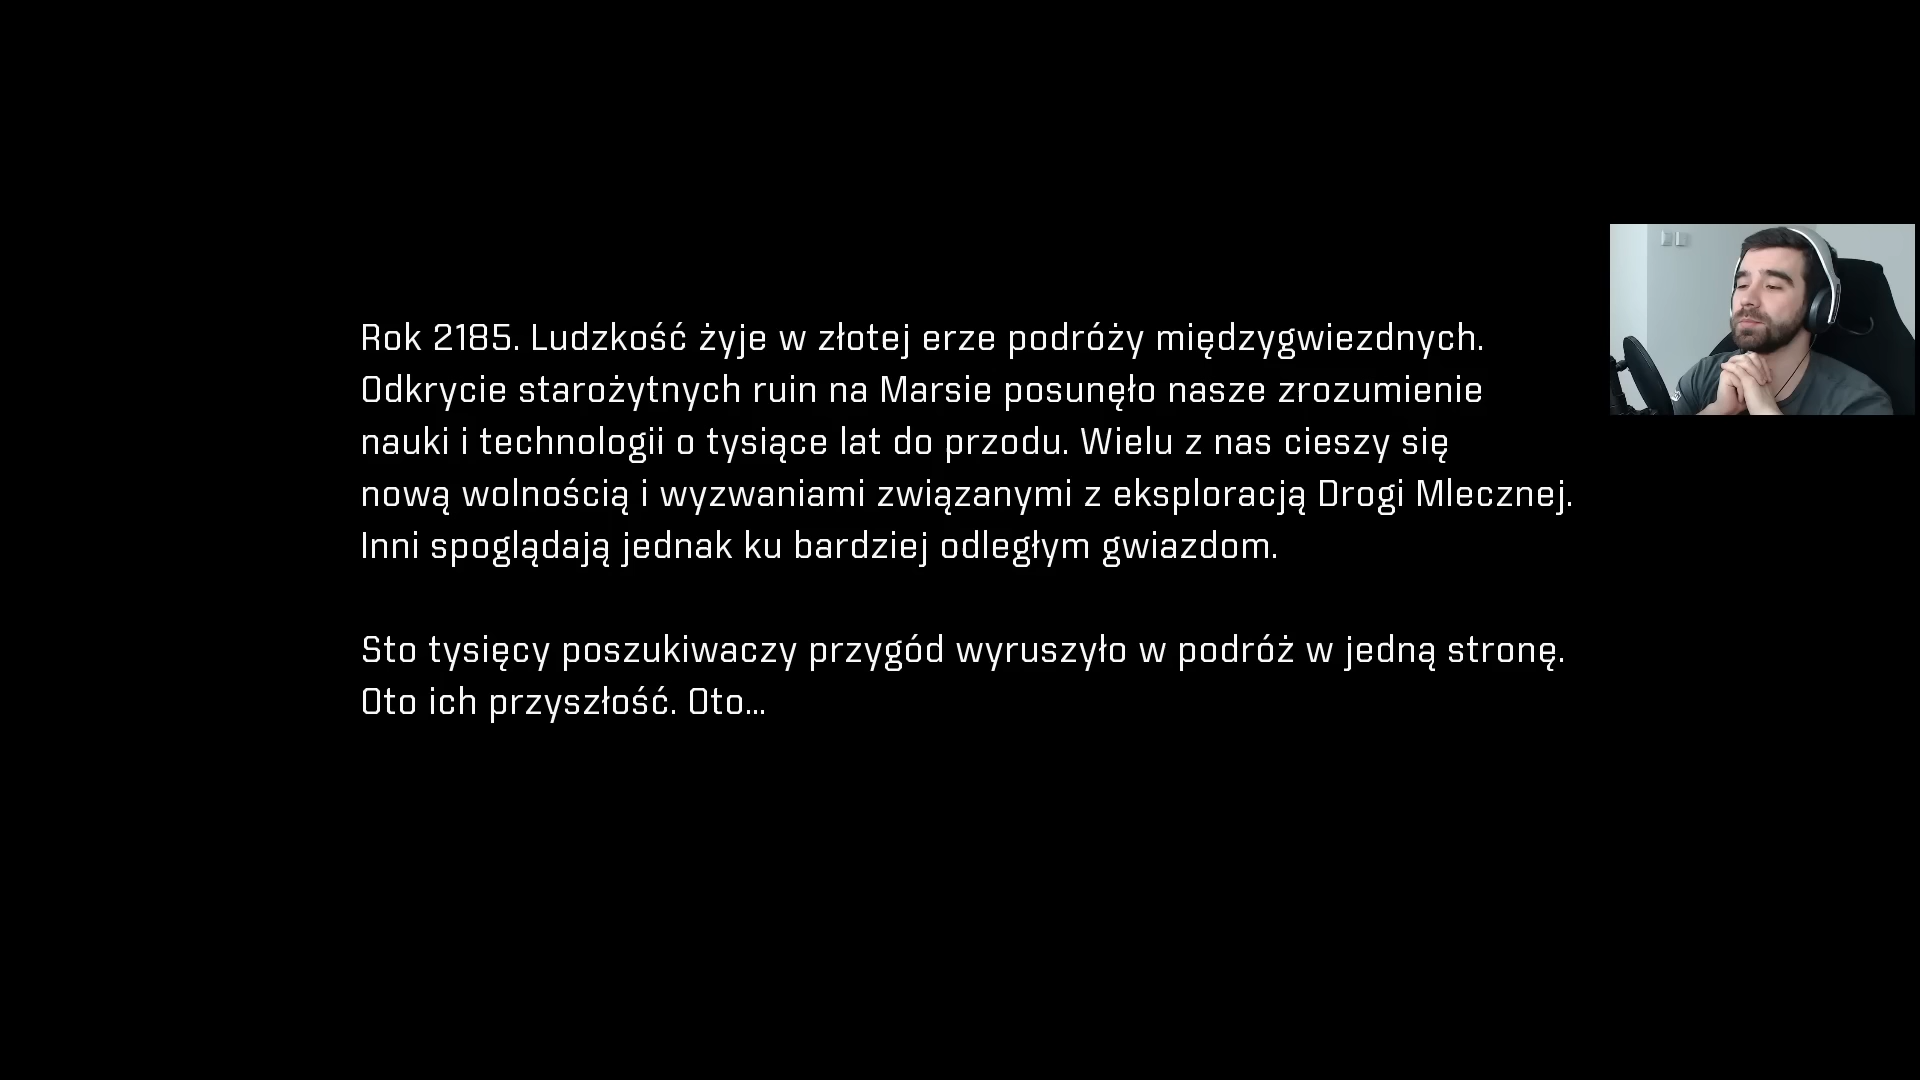 Rok 2185. Ludzkość żyje w złotej erze podróży międzygwiezdnych.
Odkrycie starożytnych ruin na Marsie posunęło nasze zrozumienie
nauki i technologii o tysiące lat do przodu. Wielu z nas cieszy się
nową wolnością i wyzwaniami związanymi z eksploracją Drogi Mlecznej.
Inni spoglądają jednak ku bardziej odległym gwiazdom.
Sto tysięcy poszukiwaczy przygód wyruszyło w podróż w jedną stronę.
Oto ich przyszłość. Oto...